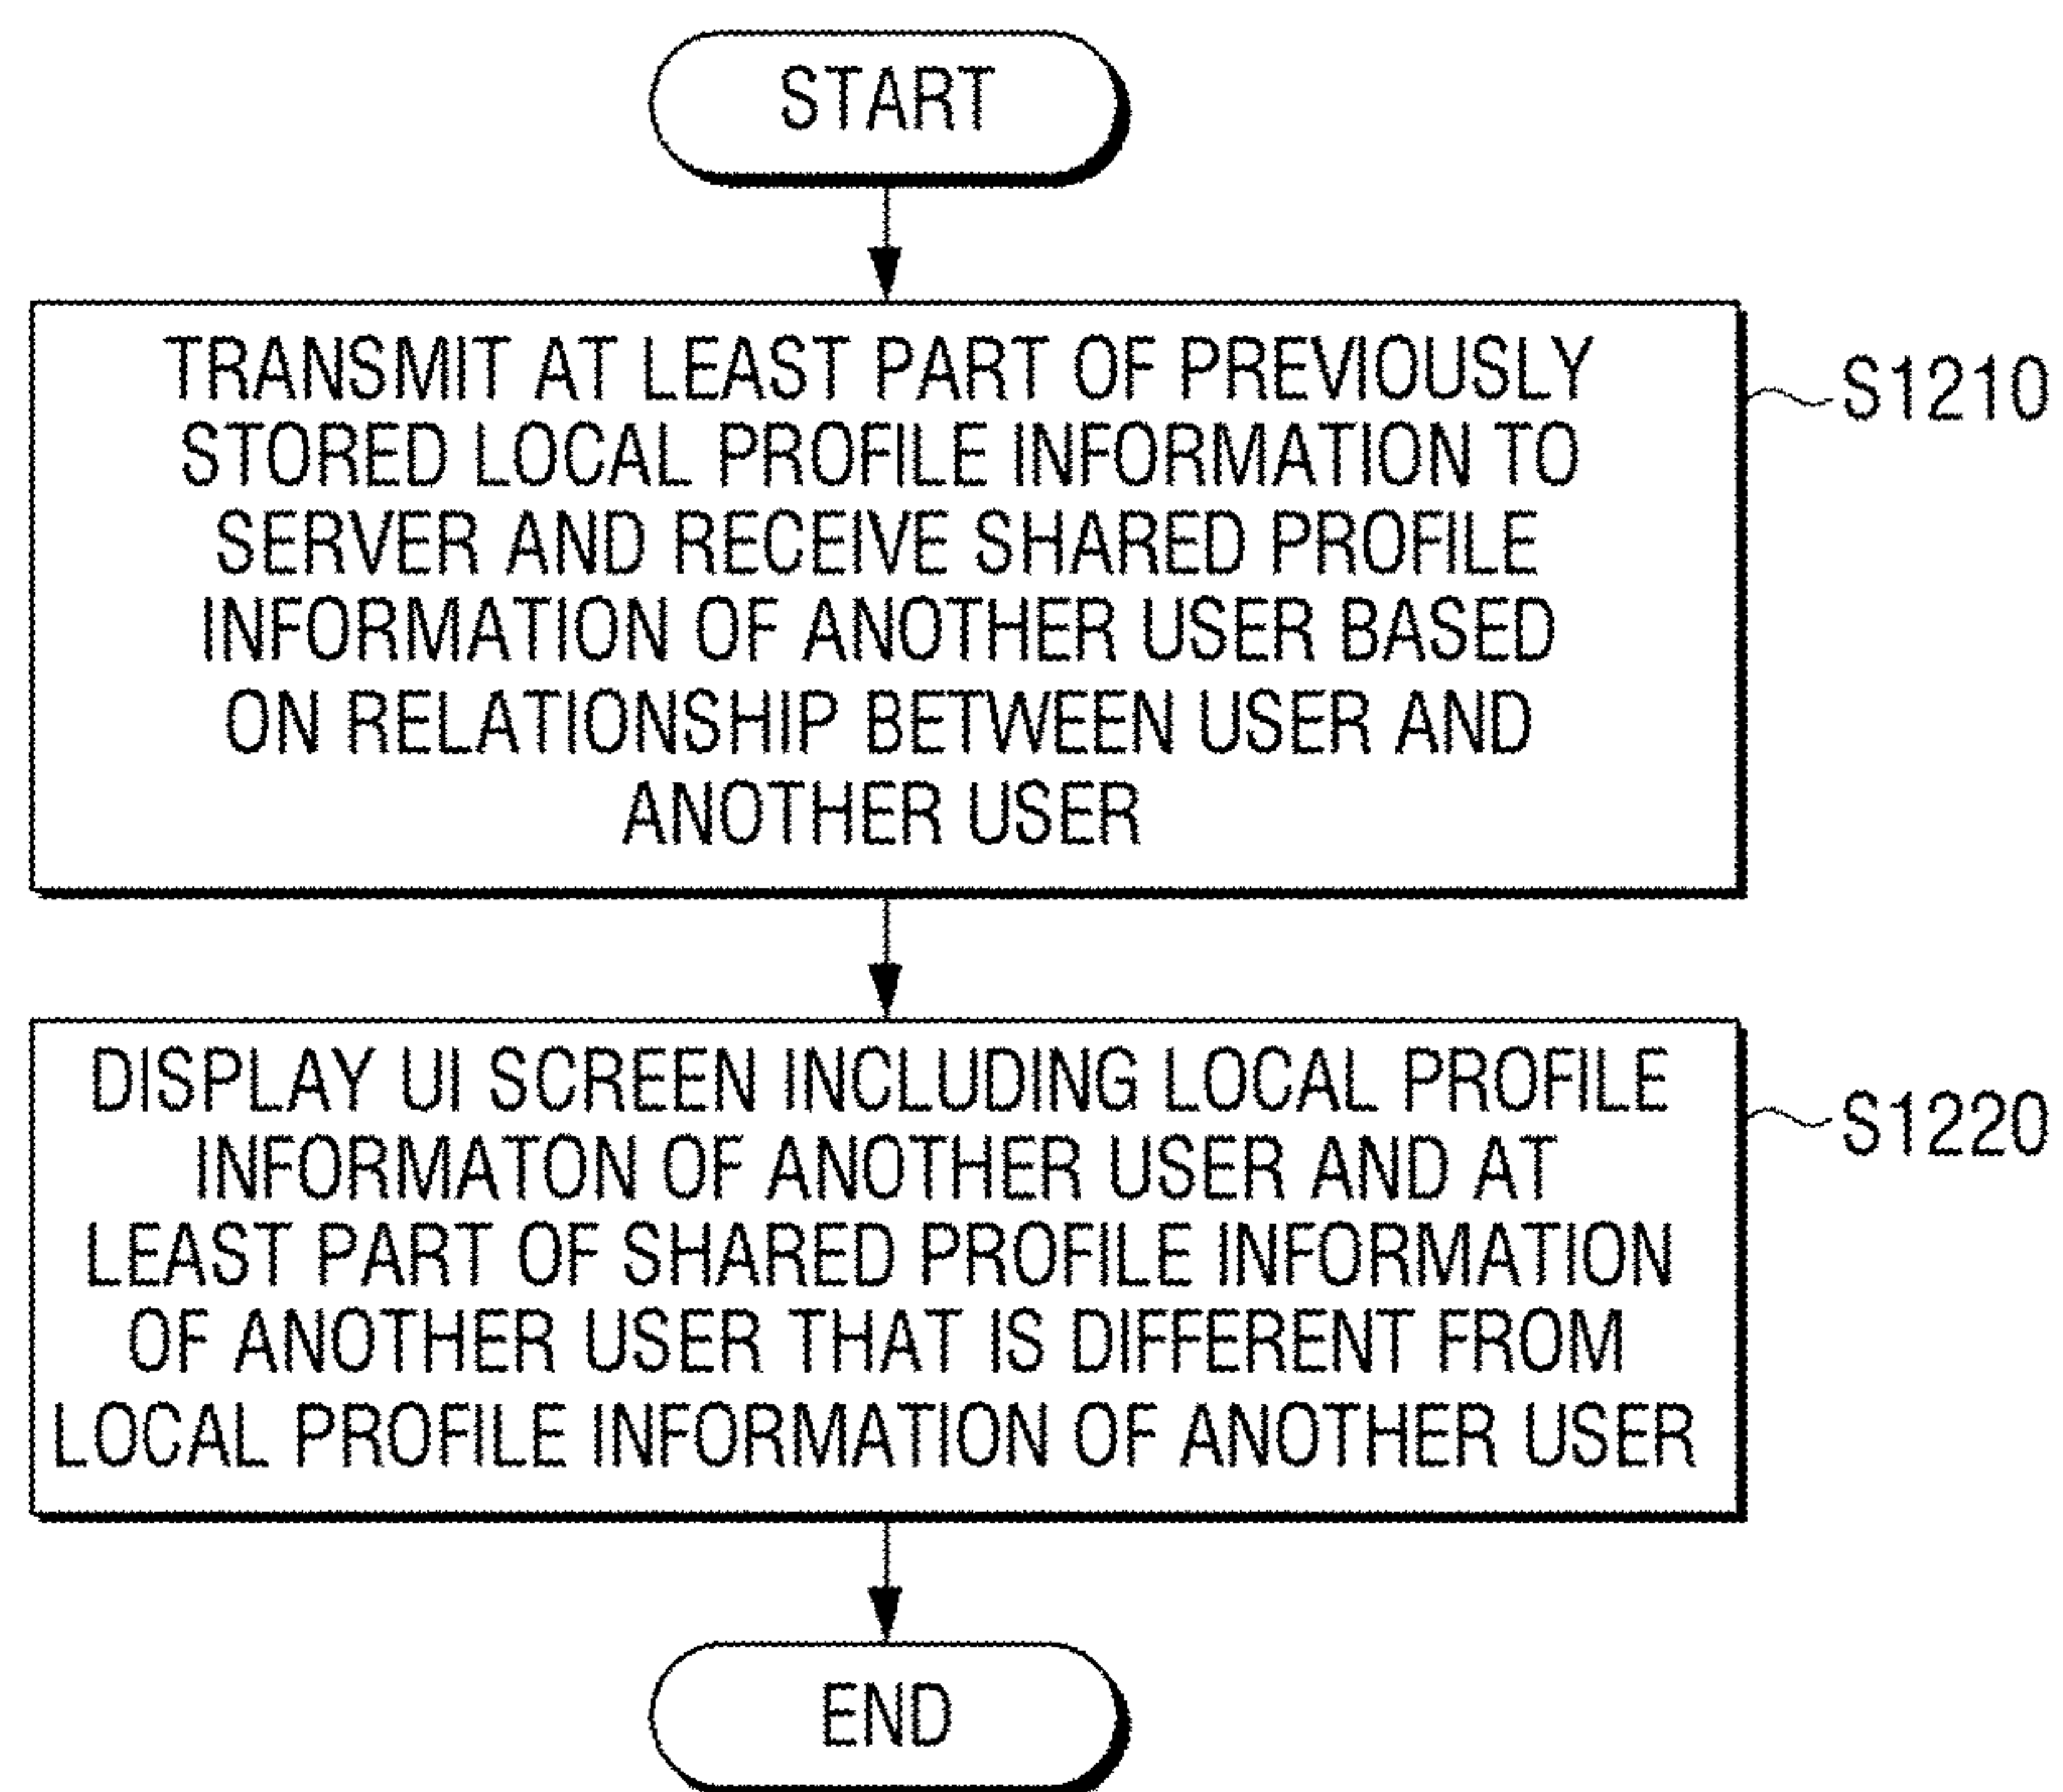 START
TRANSMIT AT LEAST PART OF PREVIOUSLY
STORED LOCAL PROFILE INFORMATION TO
SERVER AND RECEIVE SHARED PROFILE
INFORMATION OF ANOTHER USER BASED
ON RELATIONSHIP BETWEEN USER AND
ANOTHER USER
S1210
DISPLAY UI SCREEN INCLUDING LOCAL PROFILE
INFORMATON OF ANOTHER USER AND AT
LEAST PART OF SHARED PROFILE INFORMATION
OF ANOTHER USER THAT IS DIFFERENT FROM
LOCAL PROFILE INFORMATION OF ANOTHER USER
S1220
END